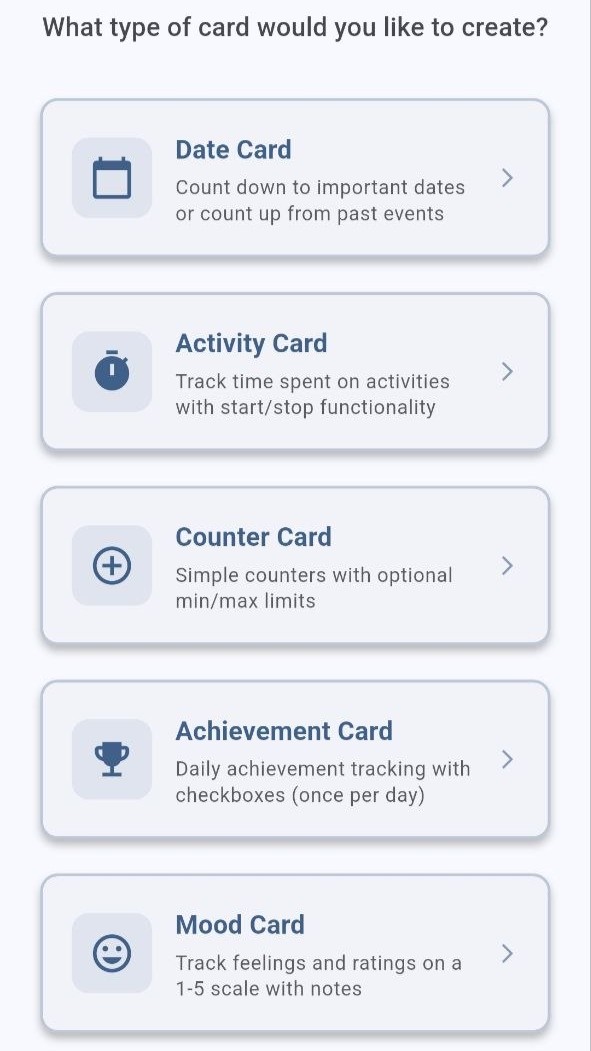 What type of card would you like to create?
Date Card
Count down to important dates
or count up from past events
Activity Card
Track time spent on activities
with start/stop functionality
Counter Card
Simple counters with optional
min/max limits
Achievement Card
Daily achievement tracking with
checkboxes (once per day)
Mood Card
Track feelings and ratings on a
1-5 scale with notes